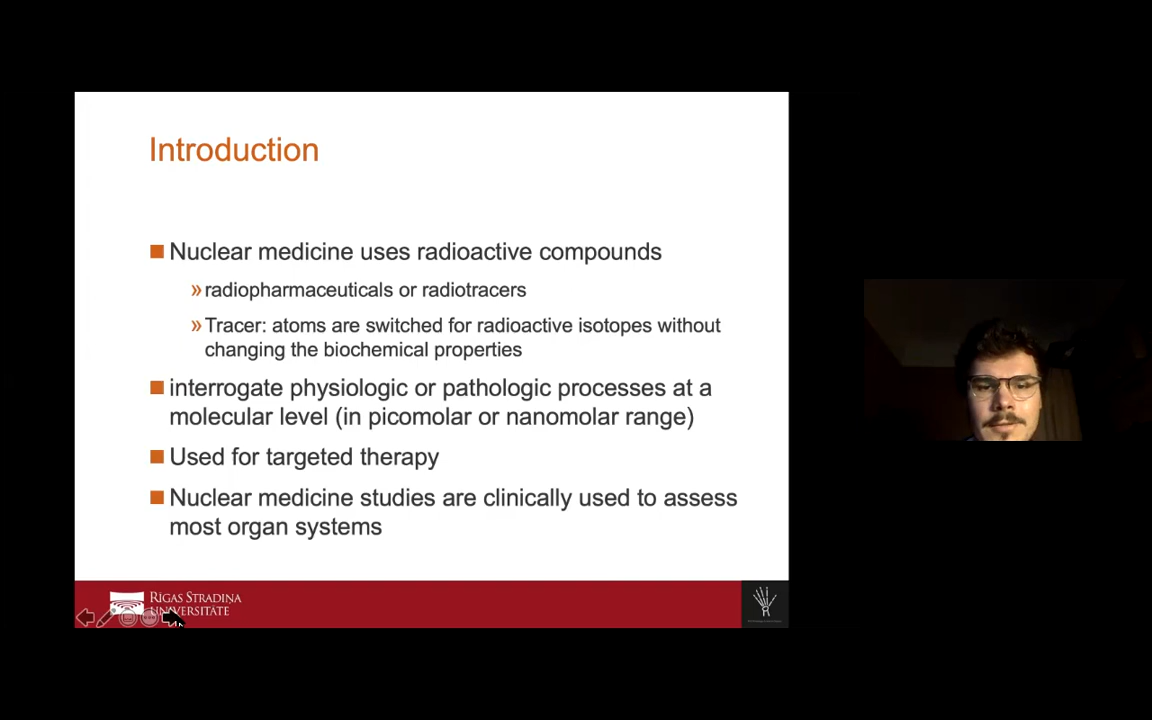 Introduction
Nuclear medicine uses radioactive compounds
» radiopharmaceuticals or radiotracers
» Tracer: atoms are switched for radioactive isotopes without
changing the biochemical properties
interrogate physiologic or pathologic processes at a
molecular level (in picomolar or nanomolar range)
Used for targeted therapy
Nuclear medicine studies are clinically used to assess
most organ systems
RĪGAS STRADIŅA
UNIVERSITĀTE